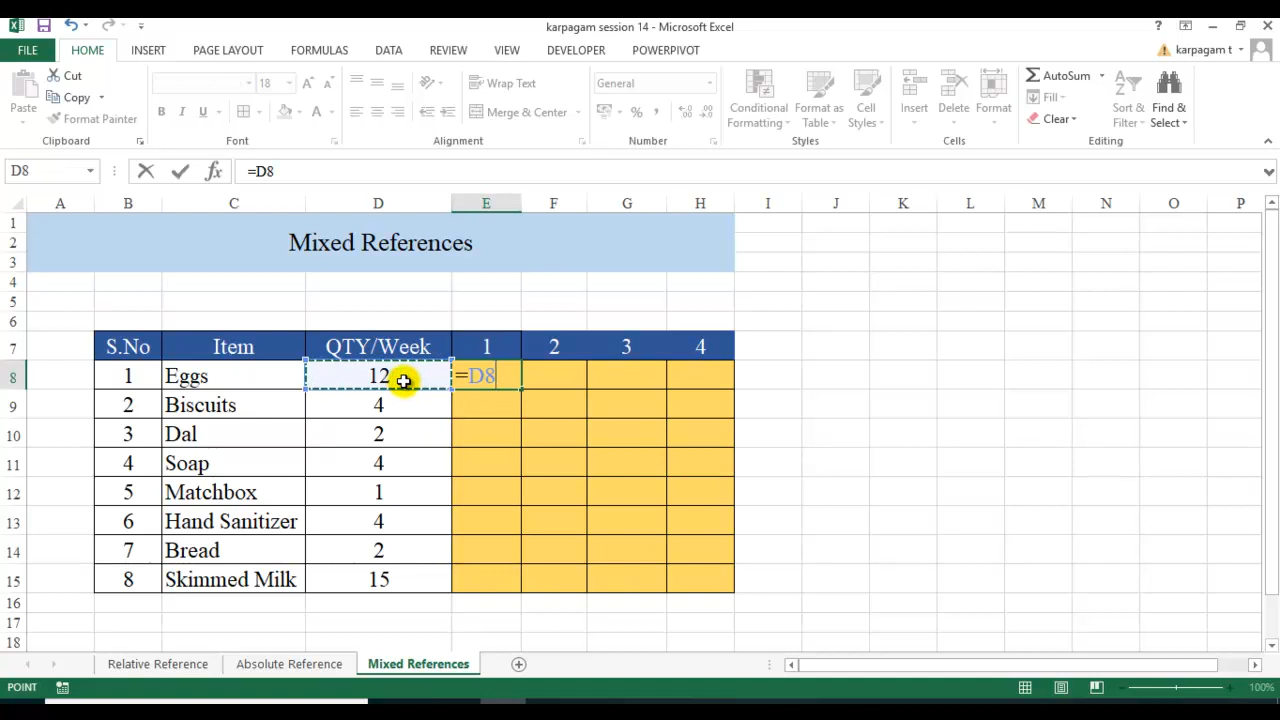 karpagam session 14 - Microsoft Excel
?
FILE HOME INSERT PAGE LAYOUT FORMULAS DATA REVIEW VIEW DEVELOPER POWERPIVOT karpagam t
Paste Cut Copy Format Painter
Clipboard
18 A A B I U A
Font
Wrap Text Merge & Center
Alignment
General % ,
Number
Conditional Formatting Format as Table Cell Styles
Styles
Insert Delete Format
Cells
Σ AutoSum Fill Clear Sort & Filter Find & Select
Editing
D8 fx =D8
A B C D E F G H I J K L M N O P
1
2 Mixed References
3
4
5
6
7 S.No Item QTY/Week 1 2 3 4
8 1 Eggs 12 =D8
9 2 Biscuits 4
10 3 Dal 2
11 4 Soap 4
12 5 Matchbox 1
13 6 Hand Sanitizer 4
14 7 Bread 2
15 8 Skimmed Milk 15
16
17
18
Relative Reference Absolute Reference Mixed References
POINT 100%